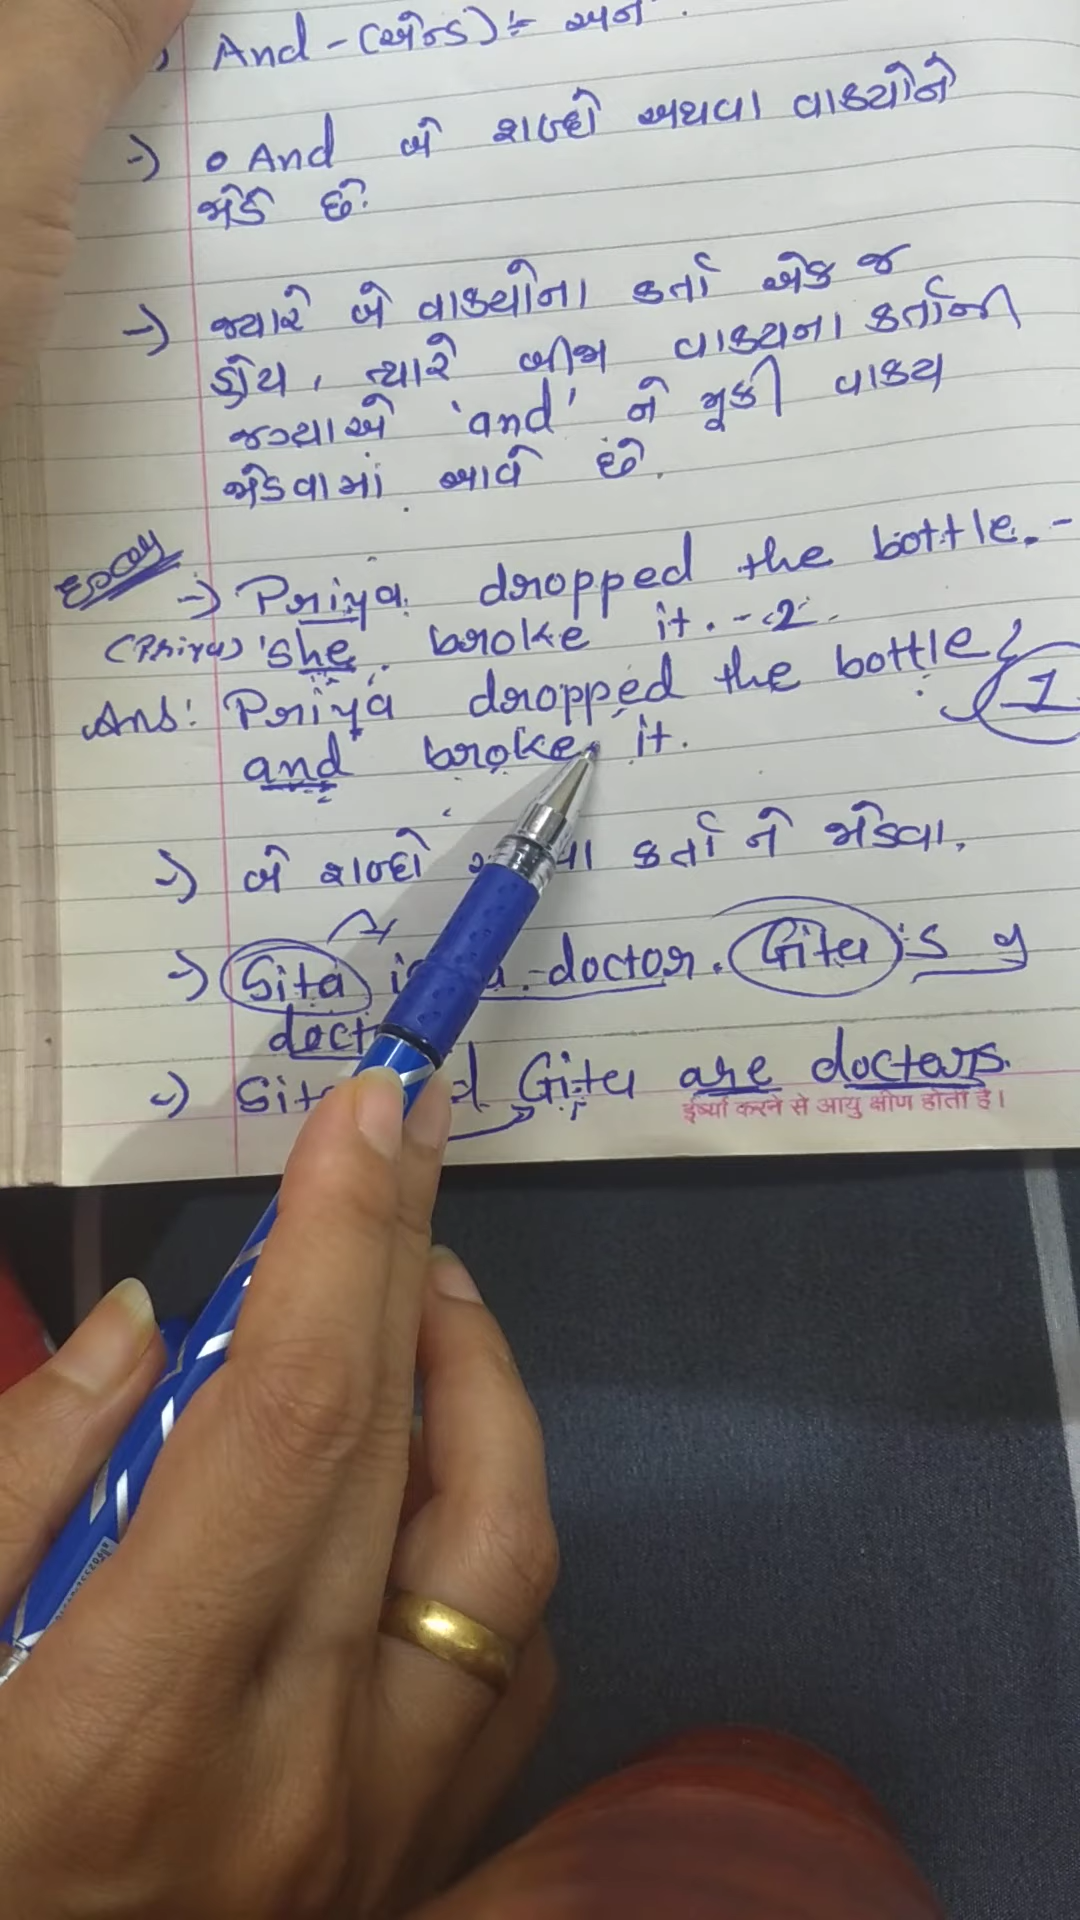 And - (એન્ડ) :- અને .
-) • And બે શબ્દો અથવા વાક્યોને
જોડે છે.
-) જ્યારે બે વાક્યોના કર્તા એક જ
હોય, ત્યારે બીજા વાક્યના કર્તાની
જગ્યાએ 'and' ને મૂકી વાક્ય
જોડવામાં આવે છે.
-) Priya dropped the bottle. -
(Priya) 'she broke it. - 2.
Ans: Priya dropped the bottle 1
and broke it.
-) બે શબ્દો કર્તા ને જોડવા.
-) Sita is a doctor. Gita is a
doct
-) Sit d Gita are doctors.
ईर्ष्या करने से आयु क्षीण होती है।